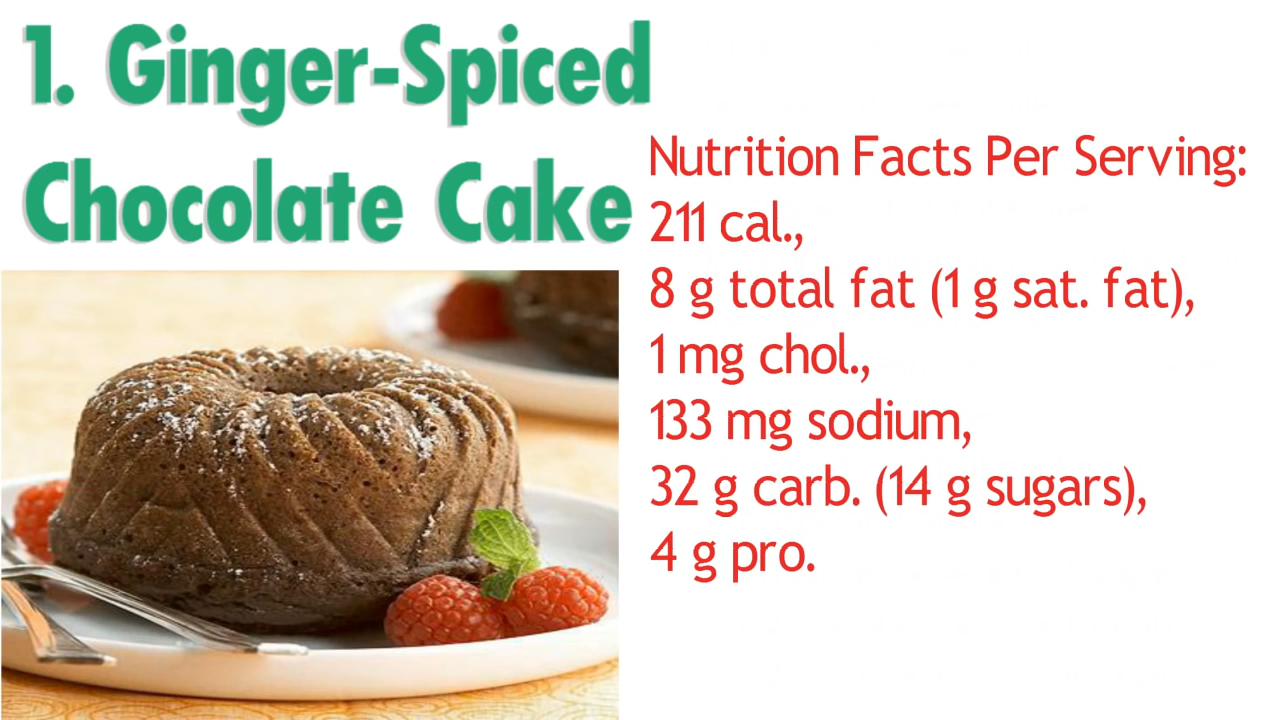 1. Ginger-Spiced
Chocolate Cake
Nutrition Facts Per Serving:
211 cal.,
8 g total fat (1 g sat. fat),
1 mg chol.,
133 mg sodium,
32 g carb. (14 g sugars),
4 g pro.